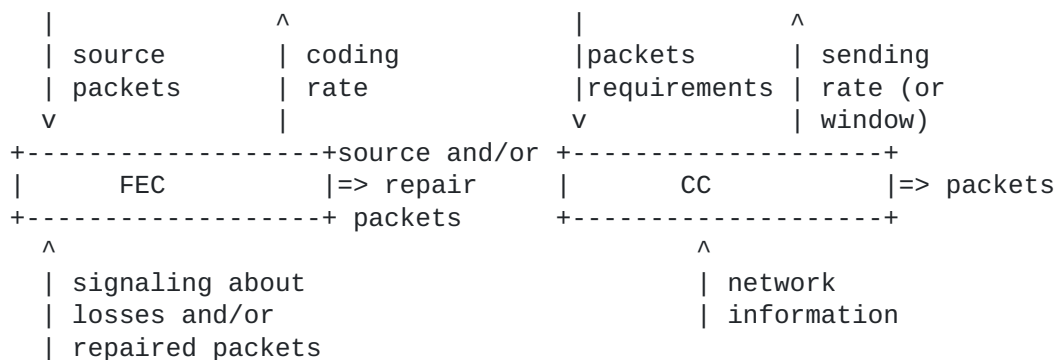 |              ^                  |             ^
  | source       | coding           |packets      | sending
  | packets      | rate             |requirements | rate (or
  v              |                  v             | window)
+-------------------+source and/or +--------------------+
|      FEC          |=> repair     |       CC           |=> packets
+-------------------+ packets      +--------------------+
  ^                                        ^
  | signaling about                        | network
  | losses and/or                          | information
  | repaired packets